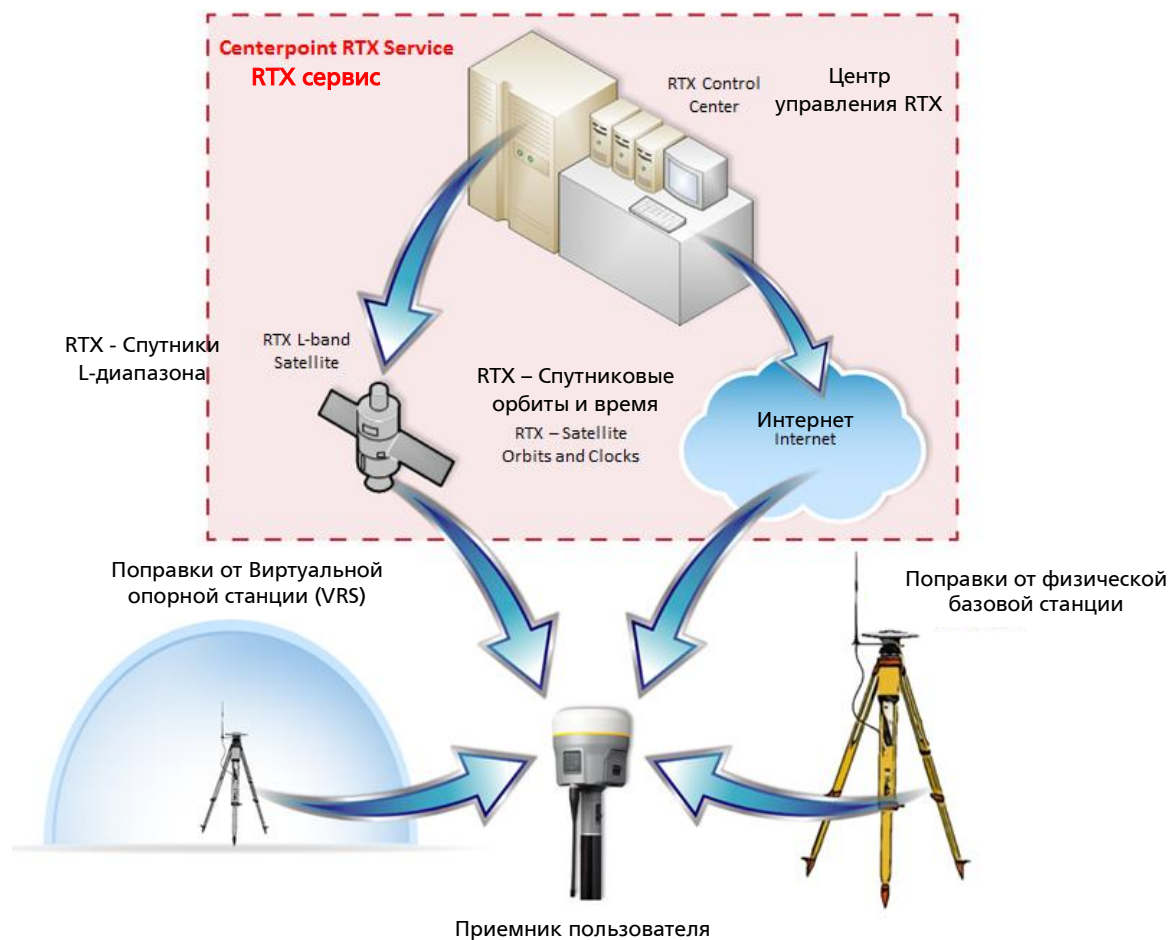 Centerpoint RTX Service
RTX сервис
RTX Control
Center
Центр
управления RTX
RTX - Спутники
L-диапазона
RTX L-band
Satellite
RTX – Спутниковые
орбиты и время
RTX – Satellite
Orbits and Clocks
Интернет
Internet
Поправки от Виртуальной
опорной станции (VRS)
Поправки от физической
базовой станции
Приемник пользователя